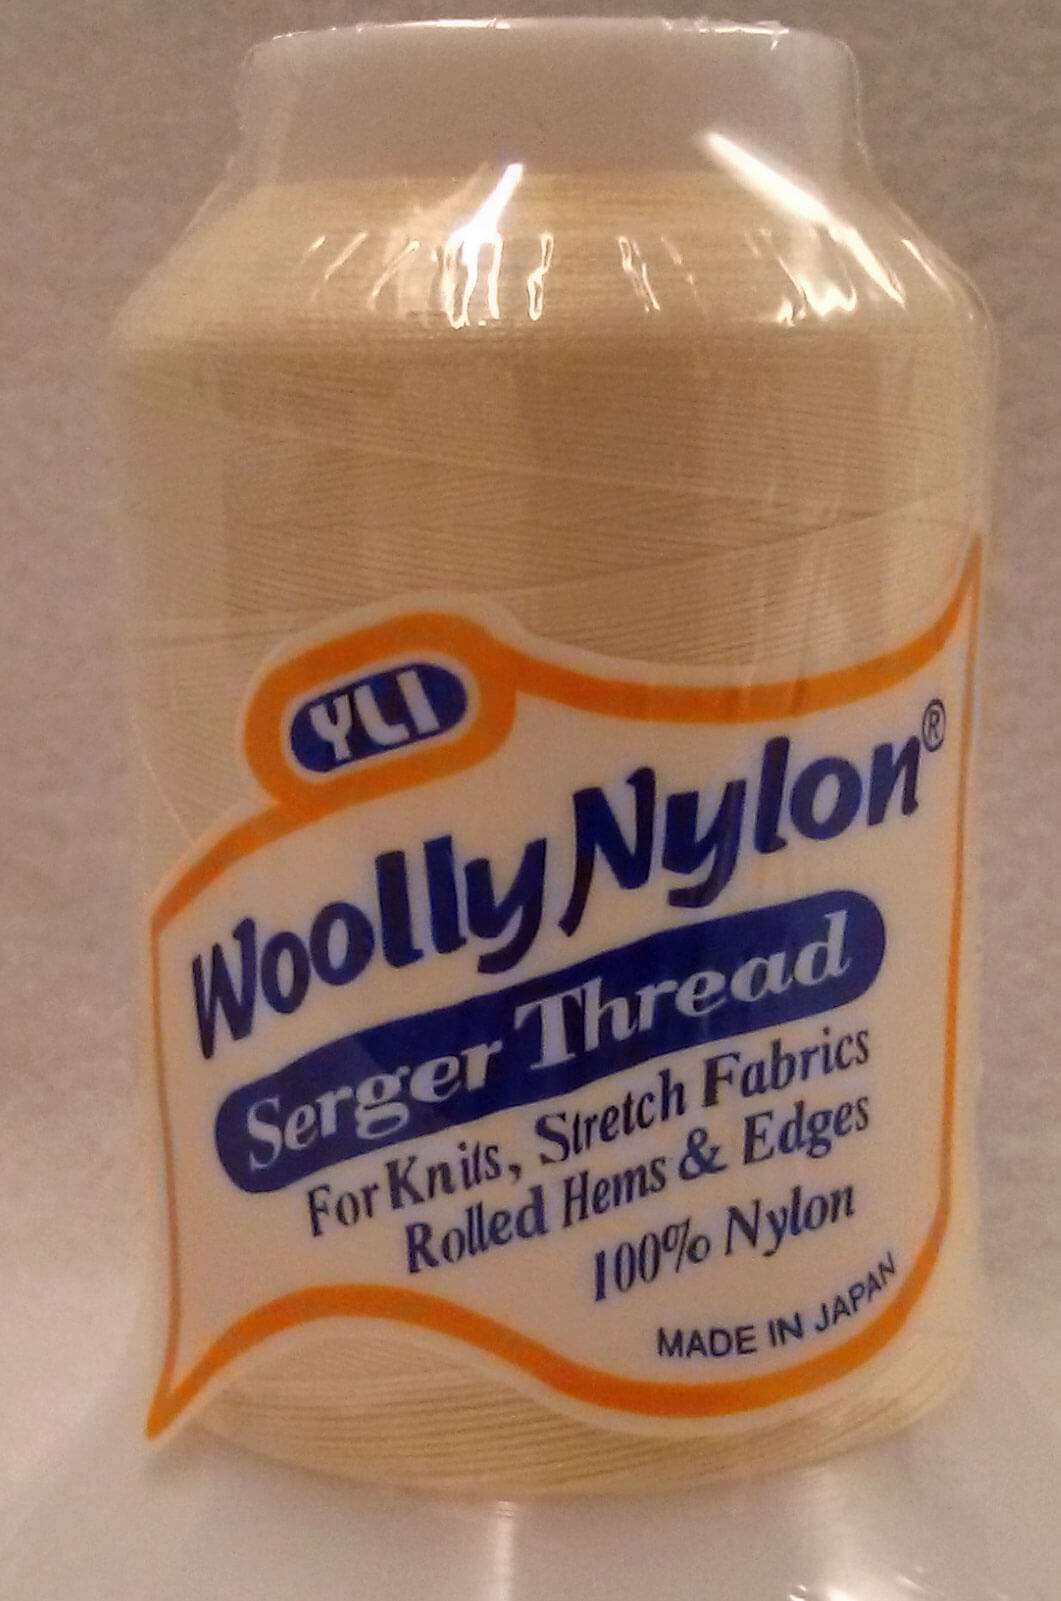 YLI
Woolly Nylon®
Serger Thread
For Knits, Stretch Fabrics
Rolled Hems & Edges
100% Nylon
MADE IN JAPAN